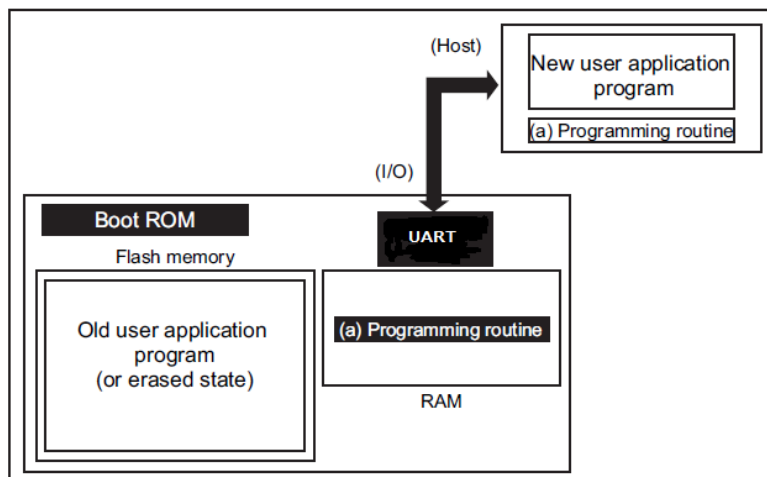 (Host)
New user application
program
(a) Programming routine
(I/O)
Boot ROM
UART
Flash memory
Old user application
program
(or erased state)
(a) Programming routine
RAM